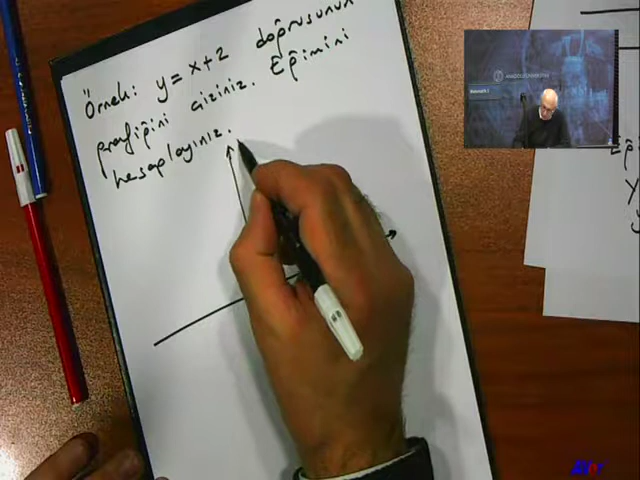 Örnek: y = x+2 doğrusunun
grafiğini çiziniz. Eğimini
hesaplayınız.